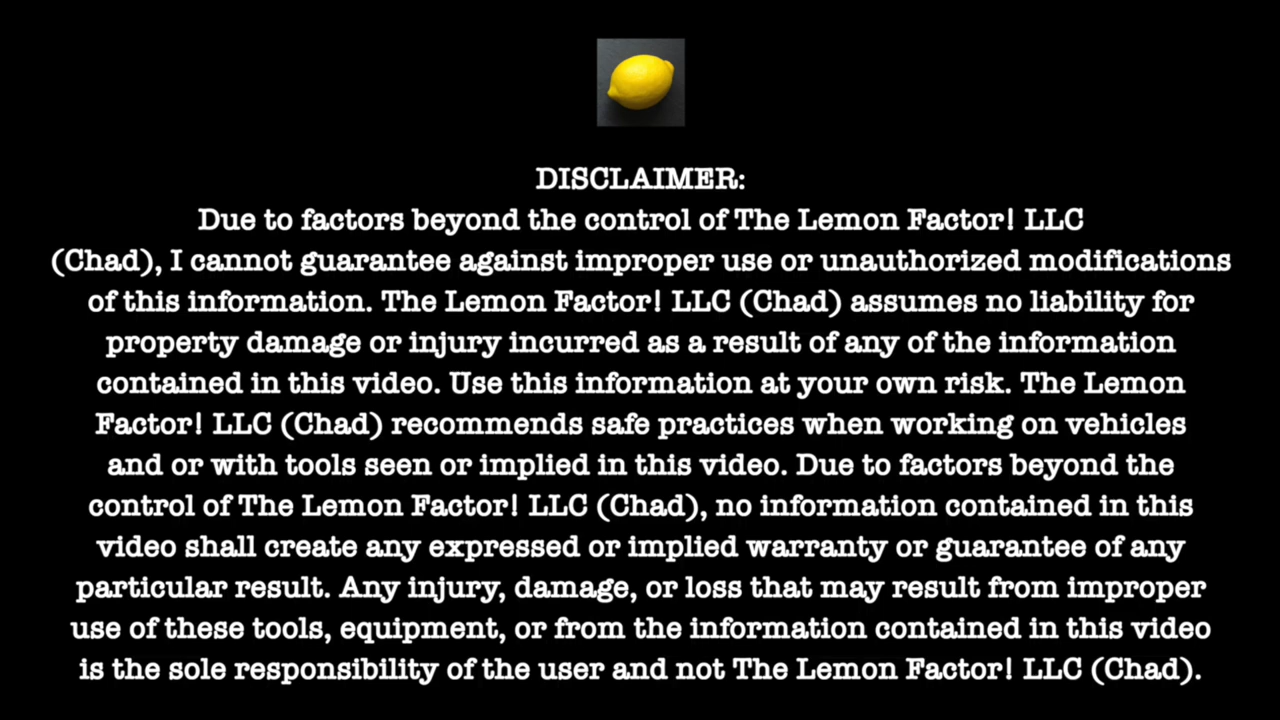 DISCLAIMER:
Due to factors beyond the control of The Lemon Factor! LLC
(Chad), I cannot guarantee against improper use or unauthorized modifications
of this information. The Lemon Factor! LLC (Chad) assumes no liability for
property damage or injury incurred as a result of any of the information
contained in this video. Use this information at your own risk. The Lemon
Factor! LLC (Chad) recommends safe practices when working on vehicles
and or with tools seen or implied in this video. Due to factors beyond the
control of The Lemon Factor! LLC (Chad), no information contained in this
video shall create any expressed or implied warranty or guarantee of any
particular result. Any injury, damage, or loss that may result from improper
use of these tools, equipment, or from the information contained in this video
is the sole responsibility of the user and not The Lemon Factor! LLC (Chad).